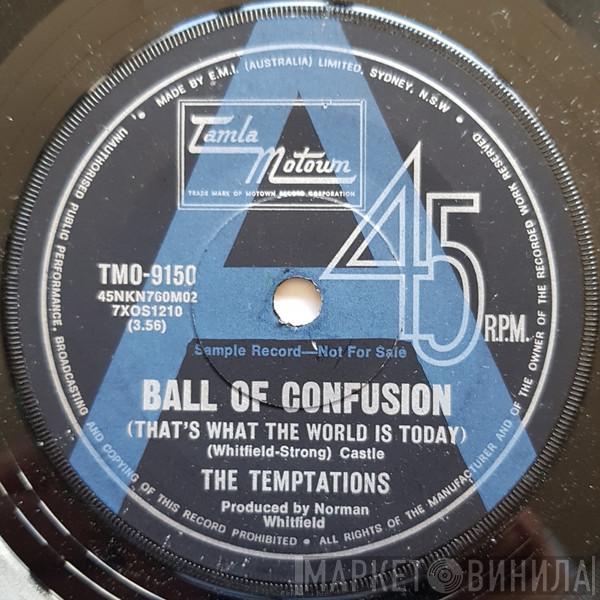 MADE BY E.M.I. (AUSTRALIA) LIMITED, SYDNEY, N.S.W.
Tamla
Motown
TRADE MARK OF MOTOWN RECORD CORPORATION
45
R.P.M.
TMO-9150
45NKN760M02
7XOS1210
(3.56)
A
Sample Record—Not For Sale
BALL OF CONFUSION
(THAT'S WHAT THE WORLD IS TODAY)
(Whitfield-Strong) Castle
THE TEMPTATIONS
Produced by Norman
Whitfield
UNAUTHORISED PUBLIC PERFORMANCE, BROADCASTING AND COPYING OF THIS RECORD PROHIBITED • ALL RIGHTS OF THE MANUFACTURER AND OF THE OWNER OF THE RECORDED WORK RESERVED
МАРКЕТ ВИНИЛА